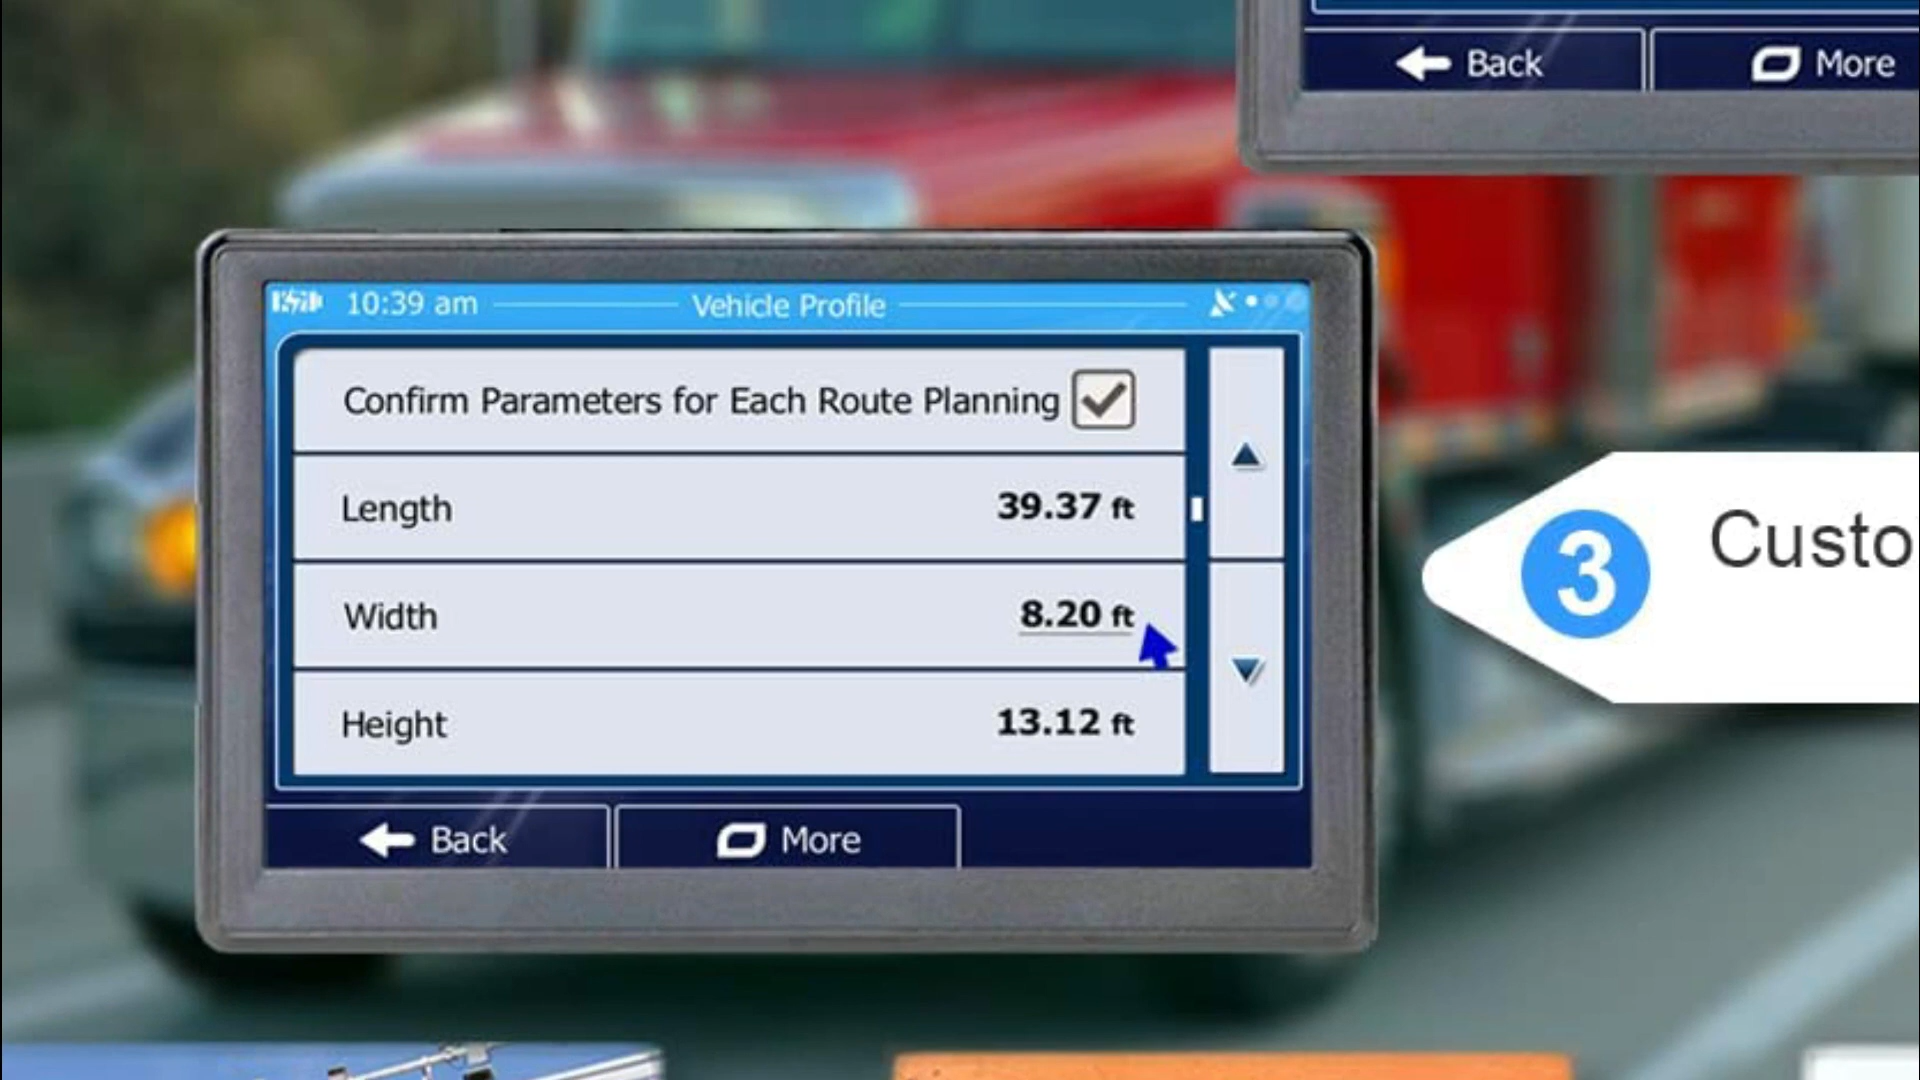 Back
More
10:39 am
Vehicle Profile
Confirm Parameters for Each Route Planning
Length
39.37 ft
Width
8.20 ft
Height
13.12 ft
Back
More
3
Custo